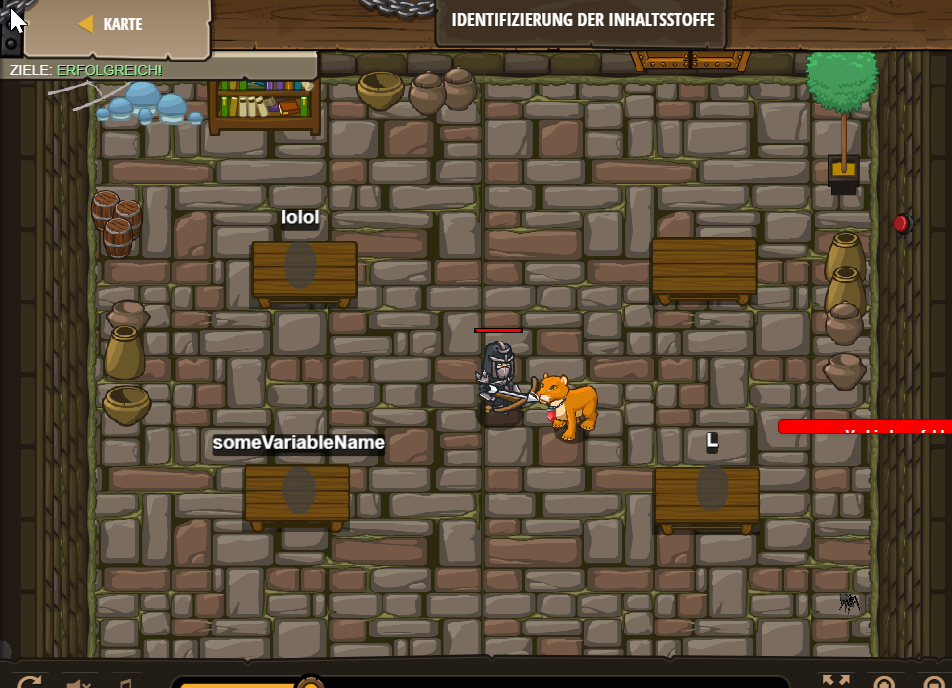 KARTE
IDENTIFIZIERUNG DER INHALTSSTOFFE
ZIELE: ERFOLGREICH!
lolol
someVariableName
L